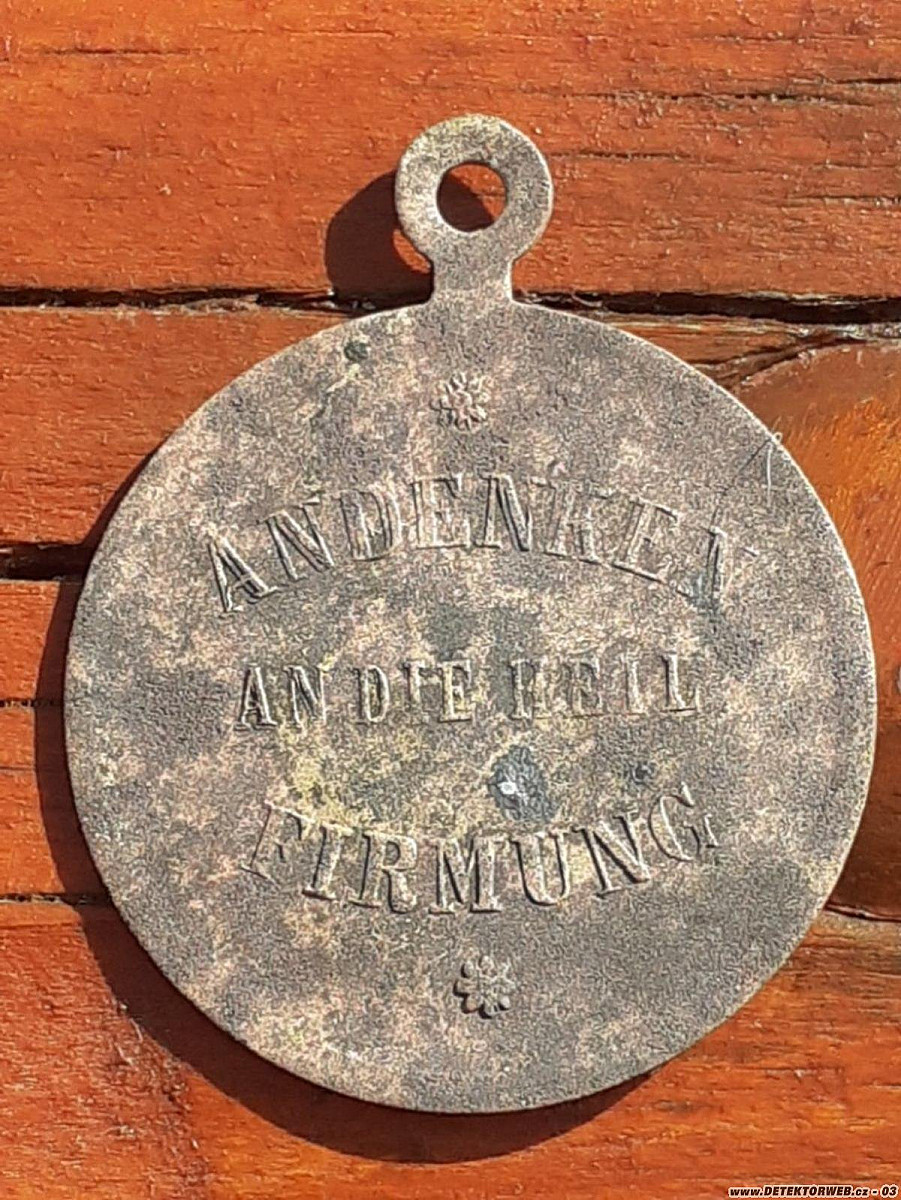 ANDENKEN
AN DIE HEIL
FIRMUNG
www.DETEKTORWEB.cz - 03